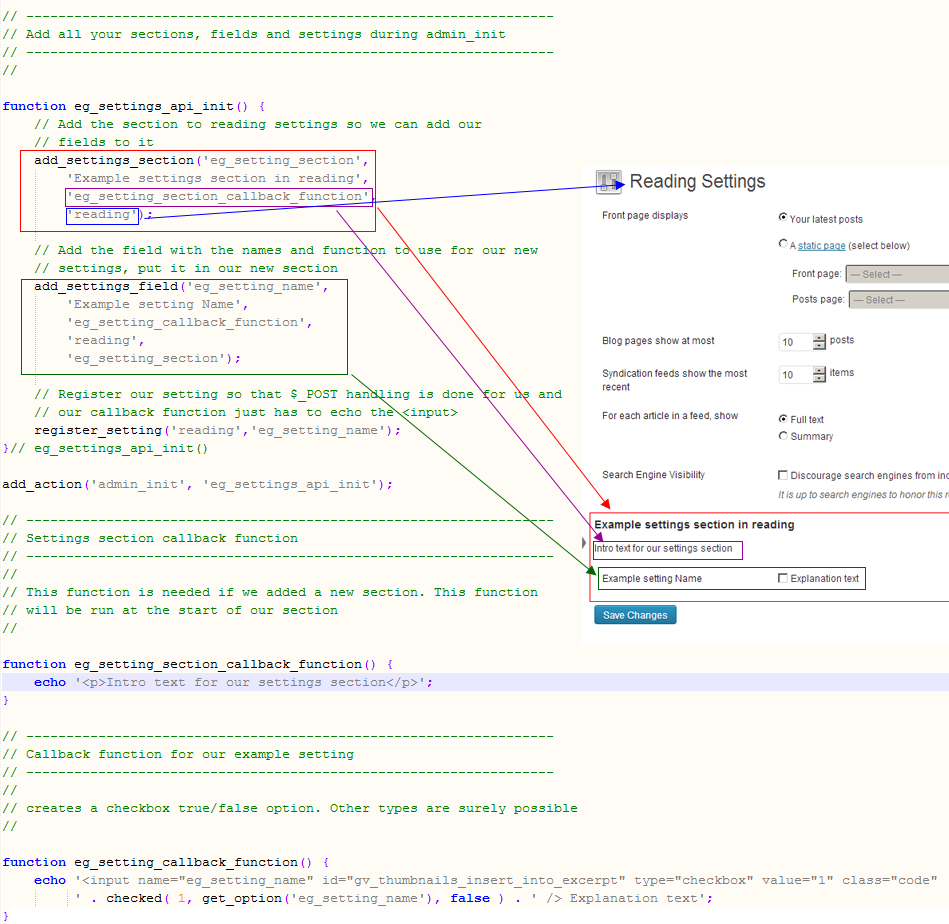 // ------------------------------------------------------------------
// Add all your sections, fields and settings during admin_init
// ------------------------------------------------------------------
//
function eg_settings_api_init() {
// Add the section to reading settings so we can add our
// fields to it
add_settings_section('eg_setting_section',
'Example settings section in reading',
'eg_setting_section_callback_function',
'reading');
// Add the field with the names and function to use for our new
// settings, put it in our new section
add_settings_field('eg_setting_name',
'Example setting Name',
'eg_setting_callback_function',
'reading',
'eg_setting_section');
// Register our setting so that $_POST handling is done for us and
// our callback function just has to echo the <input>
register_setting('reading','eg_setting_name');
}// eg_settings_api_init()
add_action('admin_init', 'eg_settings_api_init');
// ------------------------------------------------------------------
// Settings section callback function
// ------------------------------------------------------------------
//
// This function is needed if we added a new section. This function
// will be run at the start of our section
//
function eg_setting_section_callback_function() {
echo '<p>Intro text for our settings section</p>';
}
// ------------------------------------------------------------------
// Callback function for our example setting
// ------------------------------------------------------------------
//
// creates a checkbox true/false option. Other types are surely possible
//
function eg_setting_callback_function() {
echo '<input name="eg_setting_name" id="gv_thumbnails_insert_into_excerpt" type="checkbox" value="1" class="code"
' . checked( 1, get_option('eg_setting_name'), false ) . ' /> Explanation text';
}
Reading Settings
Front page displays
Your latest posts
A static page (select below)
Front page: — Select —
Posts page: — Select —
Blog pages show at most
10 posts
Syndication feeds show the most
recent
10 items
For each article in a feed, show
Full text
Summary
Search Engine Visibility
Discourage search engines from
It is up to search engines to honor this
Example settings section in reading
Intro text for our settings section
Example setting Name
Explanation text
Save Changes